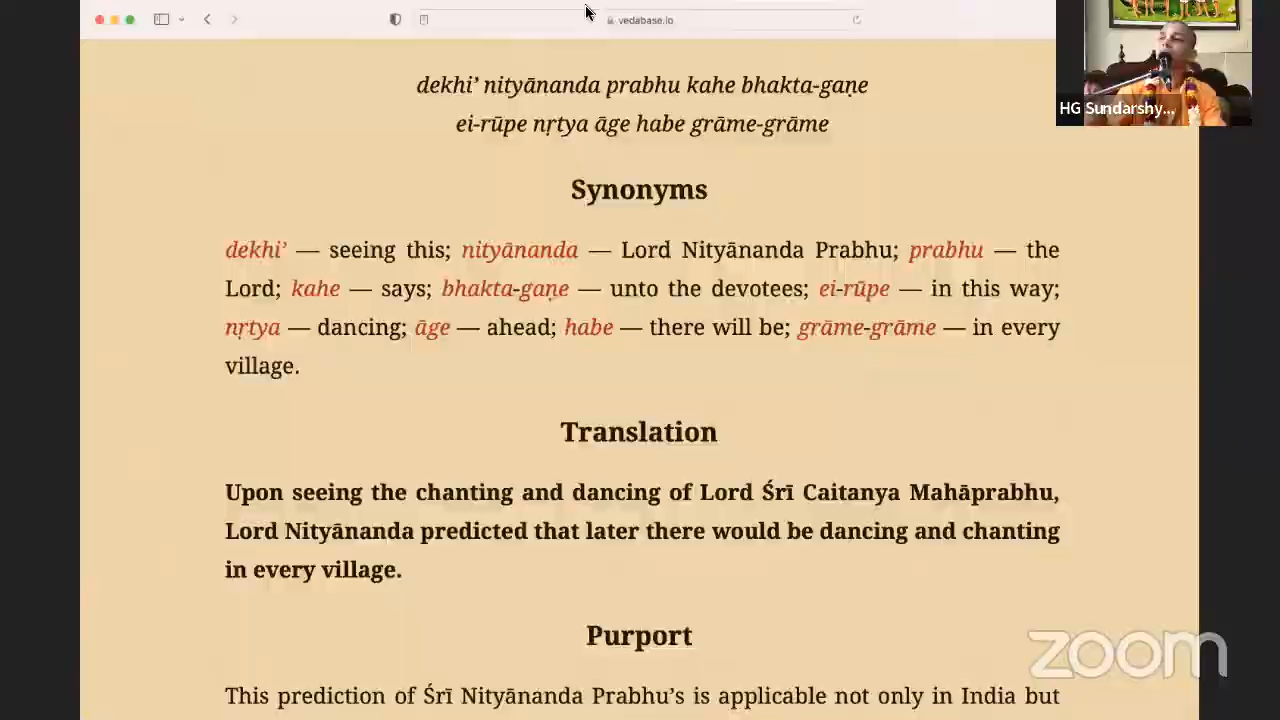 vedabase.io
HG Sundarshy...
dekhi’ nityānanda prabhu kahe bhakta-gaṇe
ei-rūpe nṛtya āge habe grāme-grāme
Synonyms
dekhi’ — seeing this; nityānanda — Lord Nityānanda Prabhu; prabhu — the
Lord; kahe — says; bhakta-gaṇe — unto the devotees; ei-rūpe — in this way;
nṛtya — dancing; āge — ahead; habe — there will be; grāme-grāme — in every
village.
Translation
Upon seeing the chanting and dancing of Lord Śrī Caitanya Mahāprabhu,
Lord Nityānanda predicted that later there would be dancing and chanting
in every village.
Purport
This prediction of Śrī Nityānanda Prabhu’s is applicable not only in India but
zoom